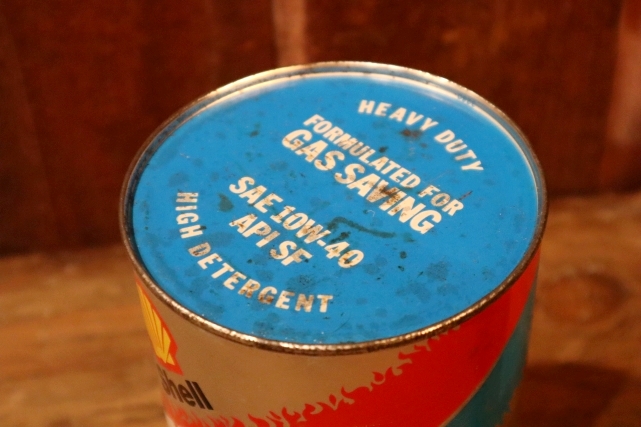 HEAVY DUTY
FORMULATED FOR
GAS SAVING
SAE 10W-40
API SF
HIGH DETERGENT
Shell